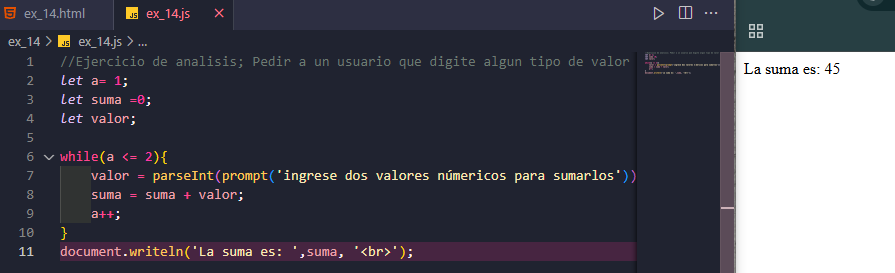 ex_14.html
JS ex_14.js
ex_14 > JS ex_14.js > ...
1 //Ejercicio de analisis; Pedir a un usuario que digite algun tipo de valor
2 let a= 1;
3 let suma =0;
4 let valor;
5
6 while(a <= 2){
7 valor = parseInt(prompt('ingrese dos valores númericos para sumarlos'))
8 suma = suma + valor;
9 a++;
10 }
11 document.writeln('La suma es: ',suma, '<br>');
La suma es: 45